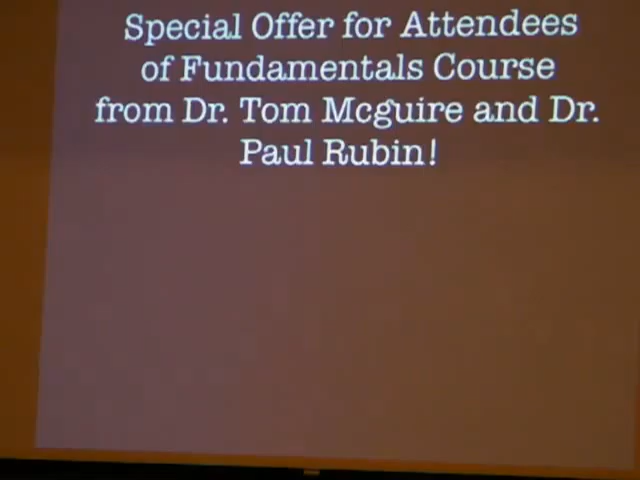 Special Offer for Attendees
of Fundamentals Course
from Dr. Tom Mcguire and Dr.
Paul Rubin!